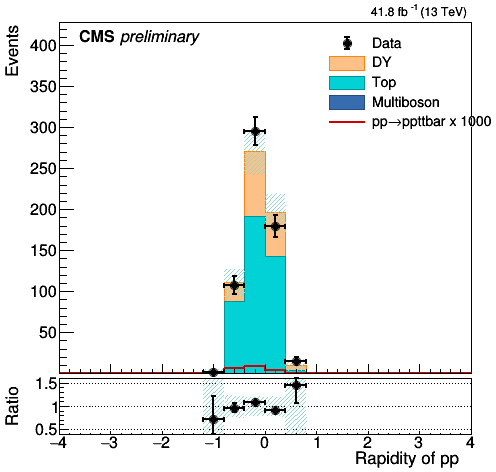 41.8 fb⁻¹ (13 TeV)
CMS preliminary
Events
400
350
300
250
200
150
100
50
Data
DY
Top
Multiboson
pp→ppttbar x 1000
Ratio
1.5
1
0.5
−4 −3 −2 −1 0 1 2 3 4
Rapidity of pp